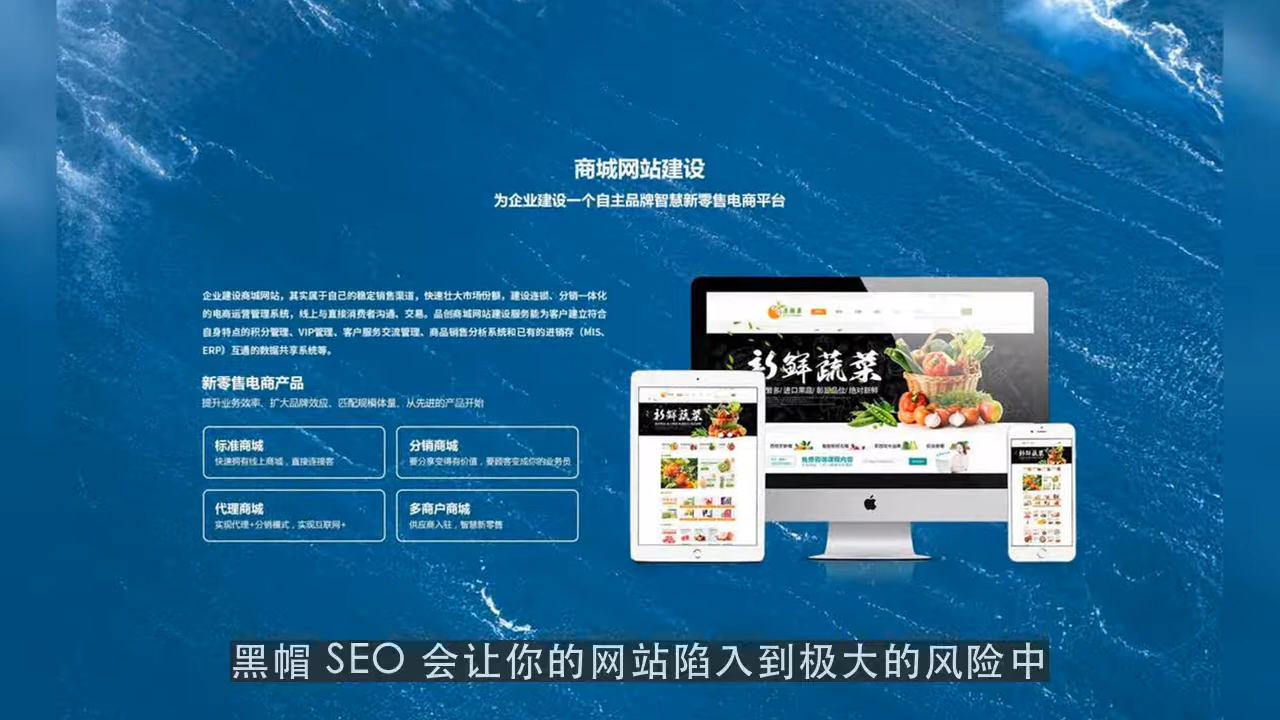 商城网站建设
为企业建设一个自主品牌智慧新零售电商平台
企业建设商城网站，其实属于自己的稳定销售渠道，快速壮大市场份额，建设连锁、分销一体化
的电商运营管理系统，线上与直接消费者沟通、交易。品创商城网站建设服务能为客户建立符合
自身特点的积分管理、VIP管理、客户服务交流管理、商品销售分析系统和已有的进销存（MIS、
ERP）互通的数据共享系统等。
新零售电商产品
提升业务效率、扩大品牌效应、匹配规模体量，从先进的产品开始
标准商城
快速拥有线上商城，直接连接客
分销商城
要分享变得有价值，要顾客变成你的业务员
代理商城
实现代理+分销模式，实现互联网+
多商户商城
供应商入驻，智慧新零售
新鲜蔬菜
新鲜蔬菜
新鲜蔬菜
免费咨询课程内容
黑帽 SEO 会让你的网站陷入到极大的风险中